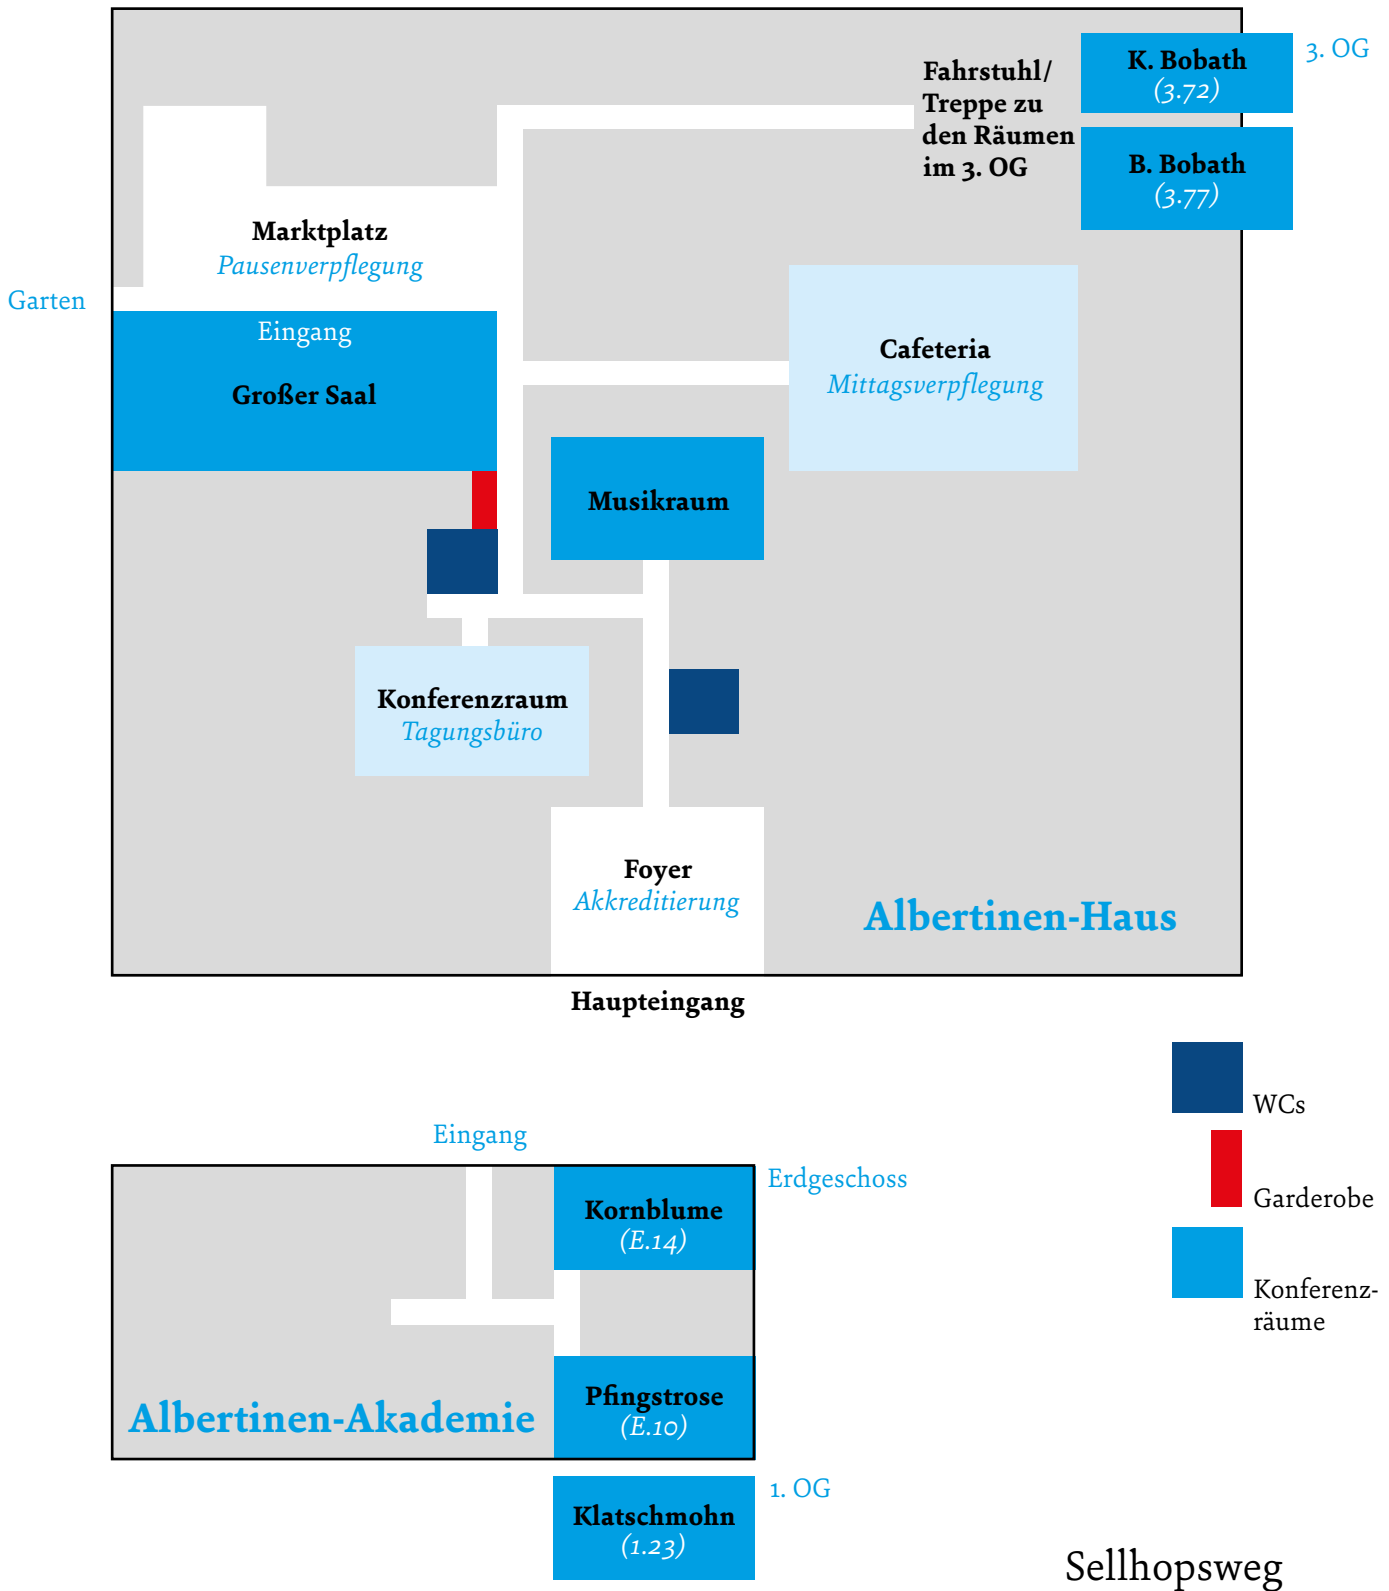 K. Bobath
(3.72)
3. OG
Fahrstuhl/
Treppe zu
den Räumen
im 3. OG
B. Bobath
(3.77)
Marktplatz
Pausenverpflegung
Garten
Eingang
Großer Saal
Cafeteria
Mittagsverpflegung
Musikraum
Konferenzraum
Tagungsbüro
Foyer
Akkreditierung
Albertinen-Haus
Haupteingang
WCs
Garderobe
Konferenz-
räume
Eingang
Erdgeschoss
Kornblume
(E.14)
Albertinen-Akademie
Pfingstrose
(E.10)
1. OG
Klatschmohn
(1.23)
Sellhopsweg